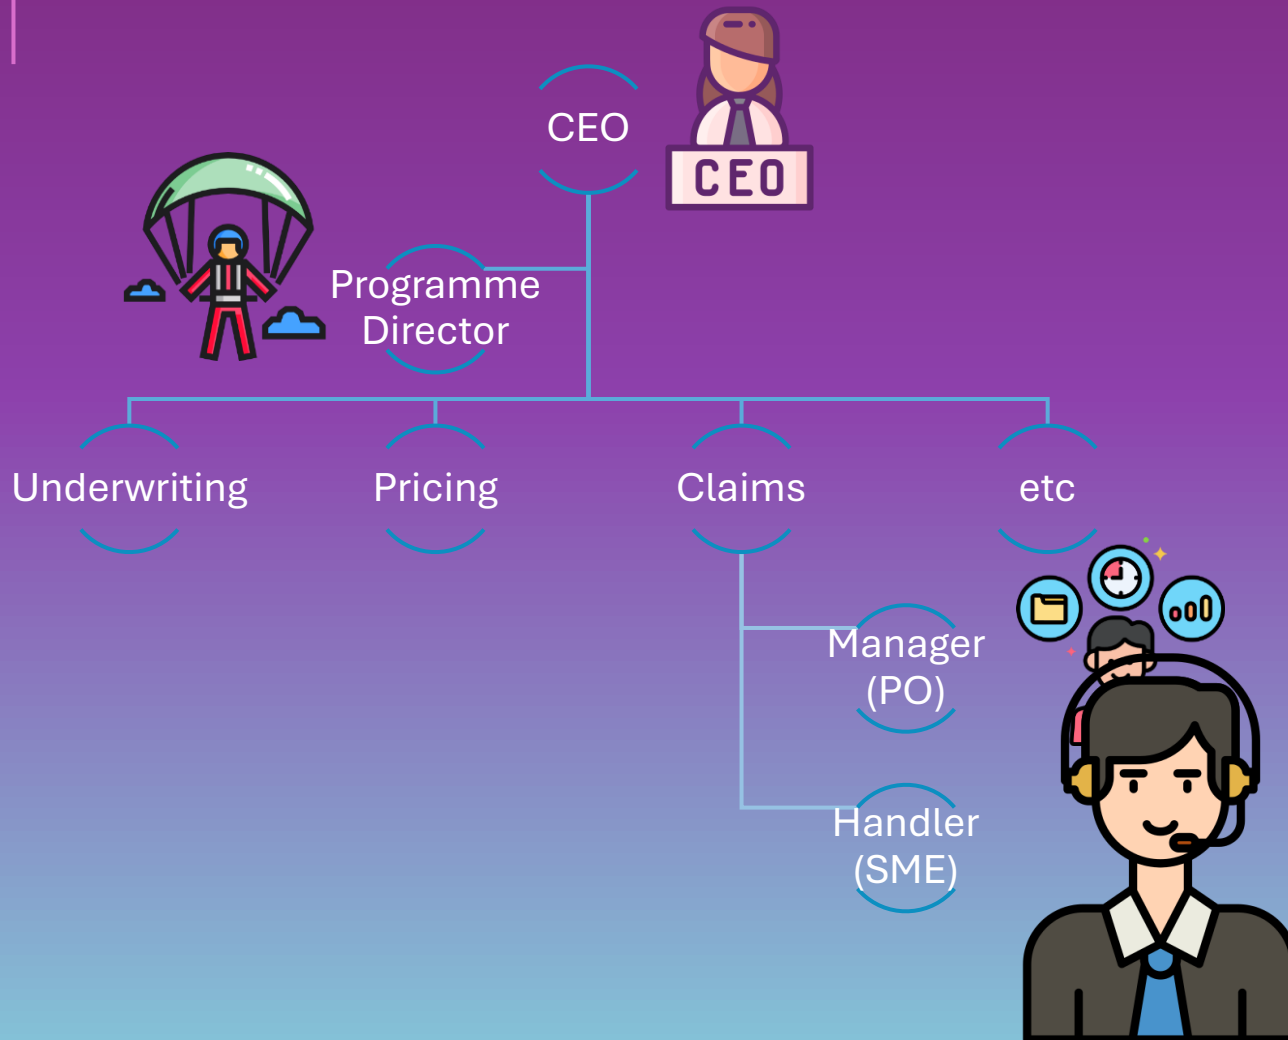 CEO
CEO
Programme
Director
Underwriting
Pricing
Claims
etc
Manager
(PO)
Handler
(SME)